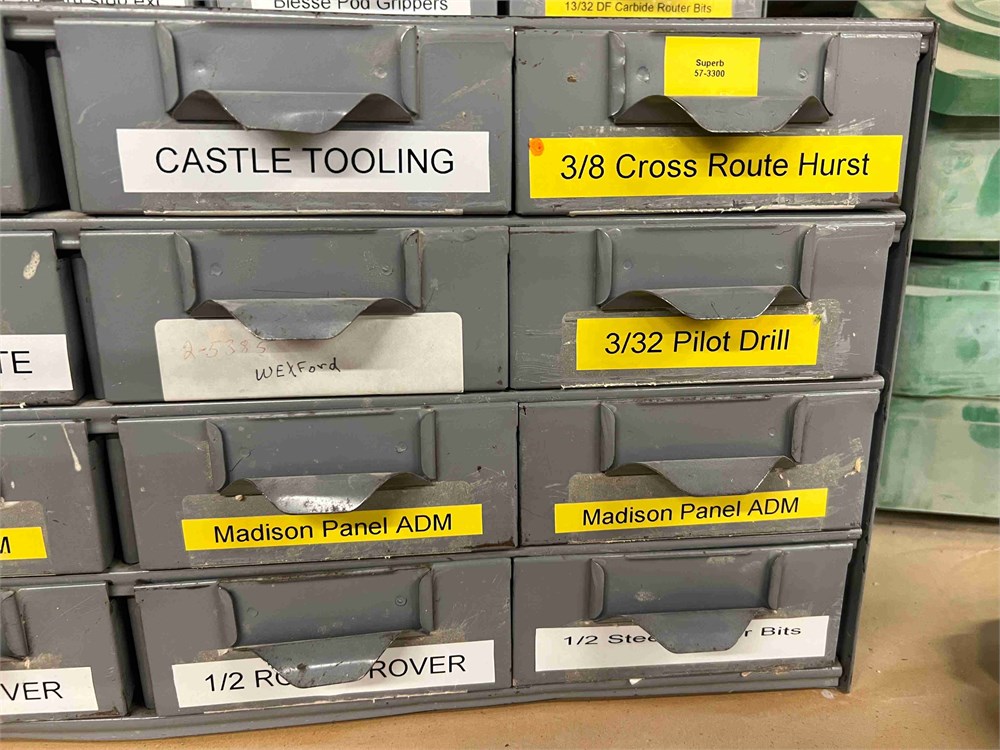 Blesse Pod Grippers
13/32 DF Carbide Router Bits
CASTLE TOOLING
Superb
57-3300
3/8 Cross Route Hurst
TE
2-5385
WEXFord
3/32 Pilot Drill
M
Madison Panel ADM
Madison Panel ADM
VER
1/2 ROVER
1/2 Bits